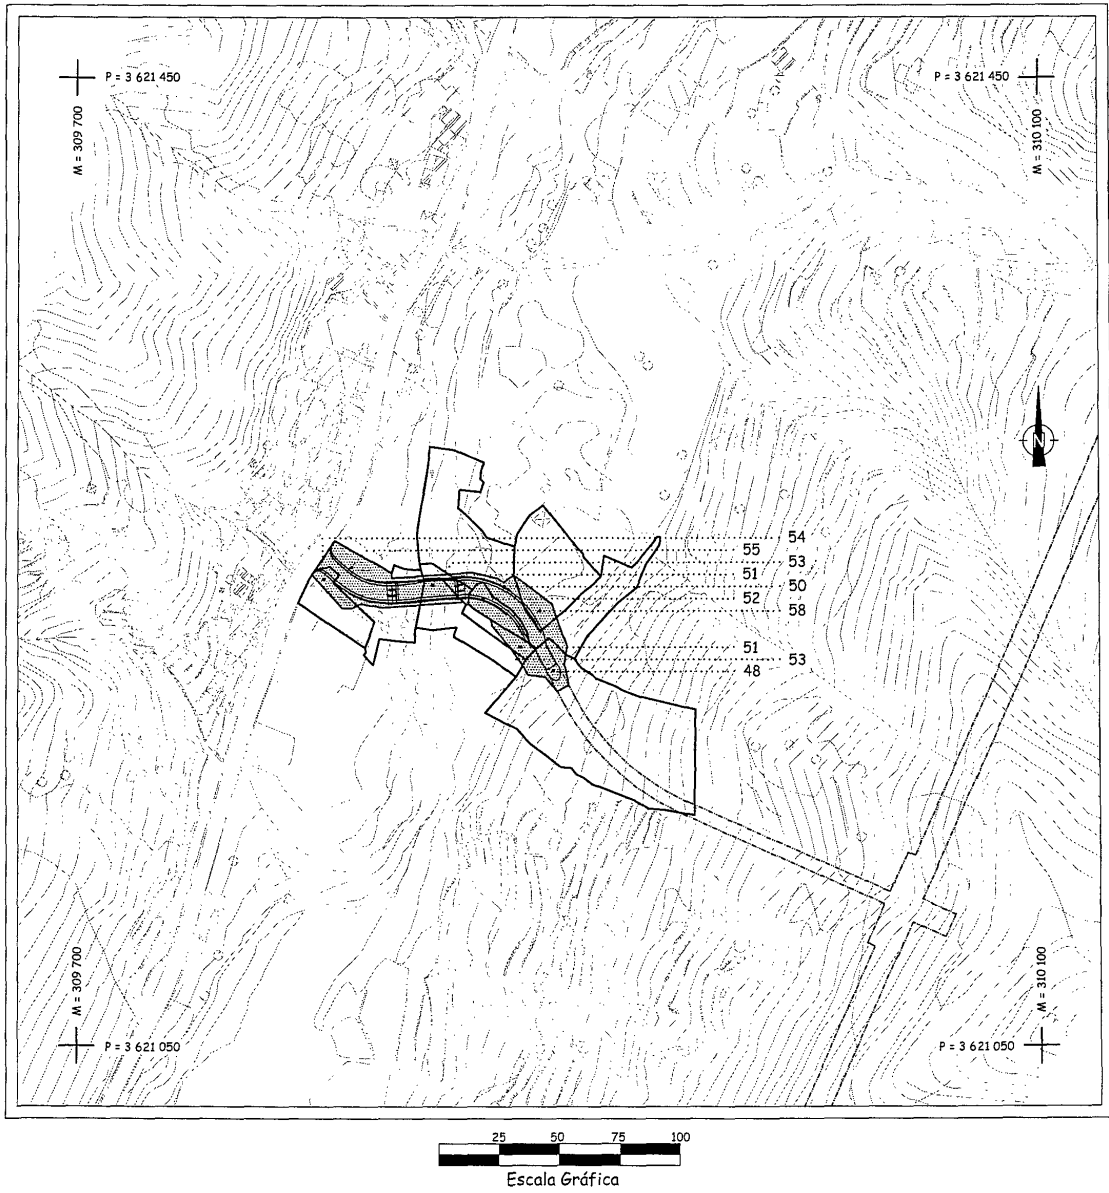 P = 3 621 450
P = 3 621 450
M = 309 700
M = 310 100
N
54
55
53
51
50
52
58
51
53
48
M = 309 700
M = 310 100
P = 3 621 050
P = 3 621 050
25 50 75 100
Escala Gráfica